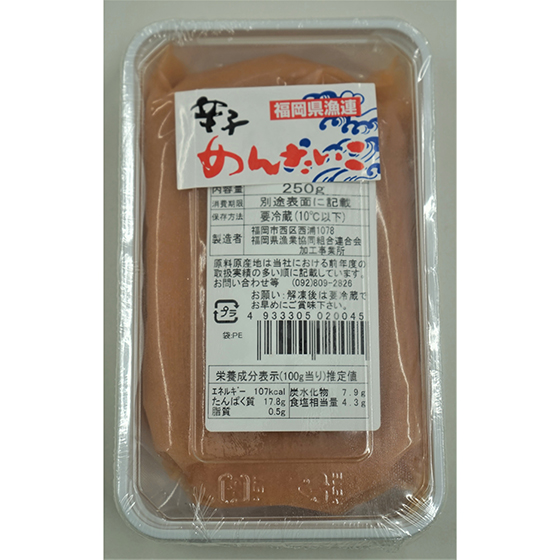 辛子
福岡県漁連
めんたいこ
内容量 250g
消費期限 別途表面に記載
保存方法 要冷蔵(10℃以下)
製造者 福岡市西区西浦1078
福岡県漁業協同組合連合会
加工事業所
原料原産地は当社における前年度の
取扱実績の多い順に記載しています。
お問い合わせ等 (092)809-2826
お願い:解凍後は要冷蔵で
お早めにご賞味下さい。
プラ
袋:PE
4 933305 020045
栄養成分表示(100g当り)推定値
エネルギー 107kcal 炭水化物 7.9g
たんぱく質 17.8g 食塩相当量 4.3g
脂質 0.5g